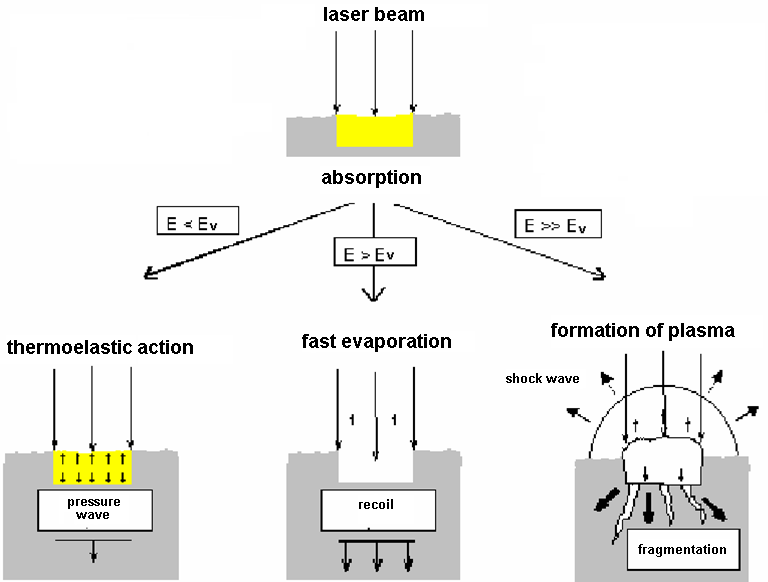 laser beam
absorption
E < Ev
E > Ev
E >> Ev
thermoelastic action
fast evaporation
formation of plasma
shock wave
pressure
wave
recoil
fragmentation